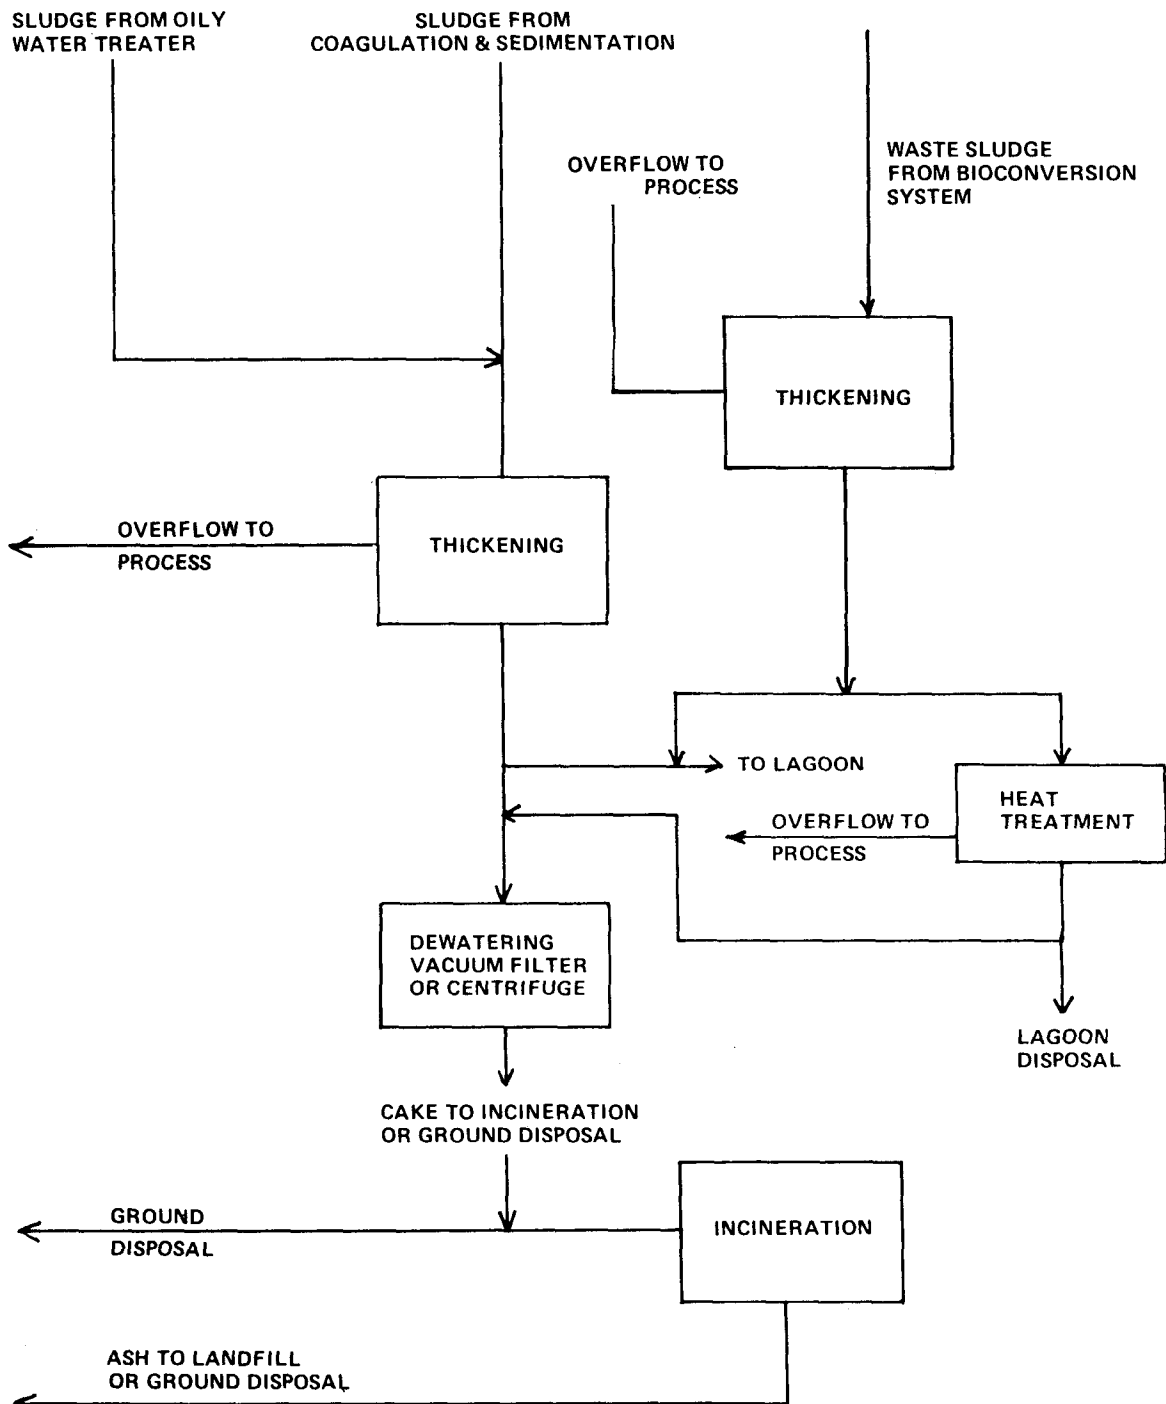 SLUDGE FROM OILY
WATER TREATER
SLUDGE FROM
COAGULATION & SEDIMENTATION
OVERFLOW TO
PROCESS
WASTE SLUDGE
FROM BIOCONVERSION
SYSTEM
THICKENING
OVERFLOW TO
PROCESS
THICKENING
TO LAGOON
HEAT
TREATMENT
OVERFLOW TO
PROCESS
DEWATERING
VACUUM FILTER
OR CENTRIFUGE
LAGOON
DISPOSAL
CAKE TO INCINERATION
OR GROUND DISPOSAL
GROUND
DISPOSAL
INCINERATION
ASH TO LANDFILL
OR GROUND DISPOSAL